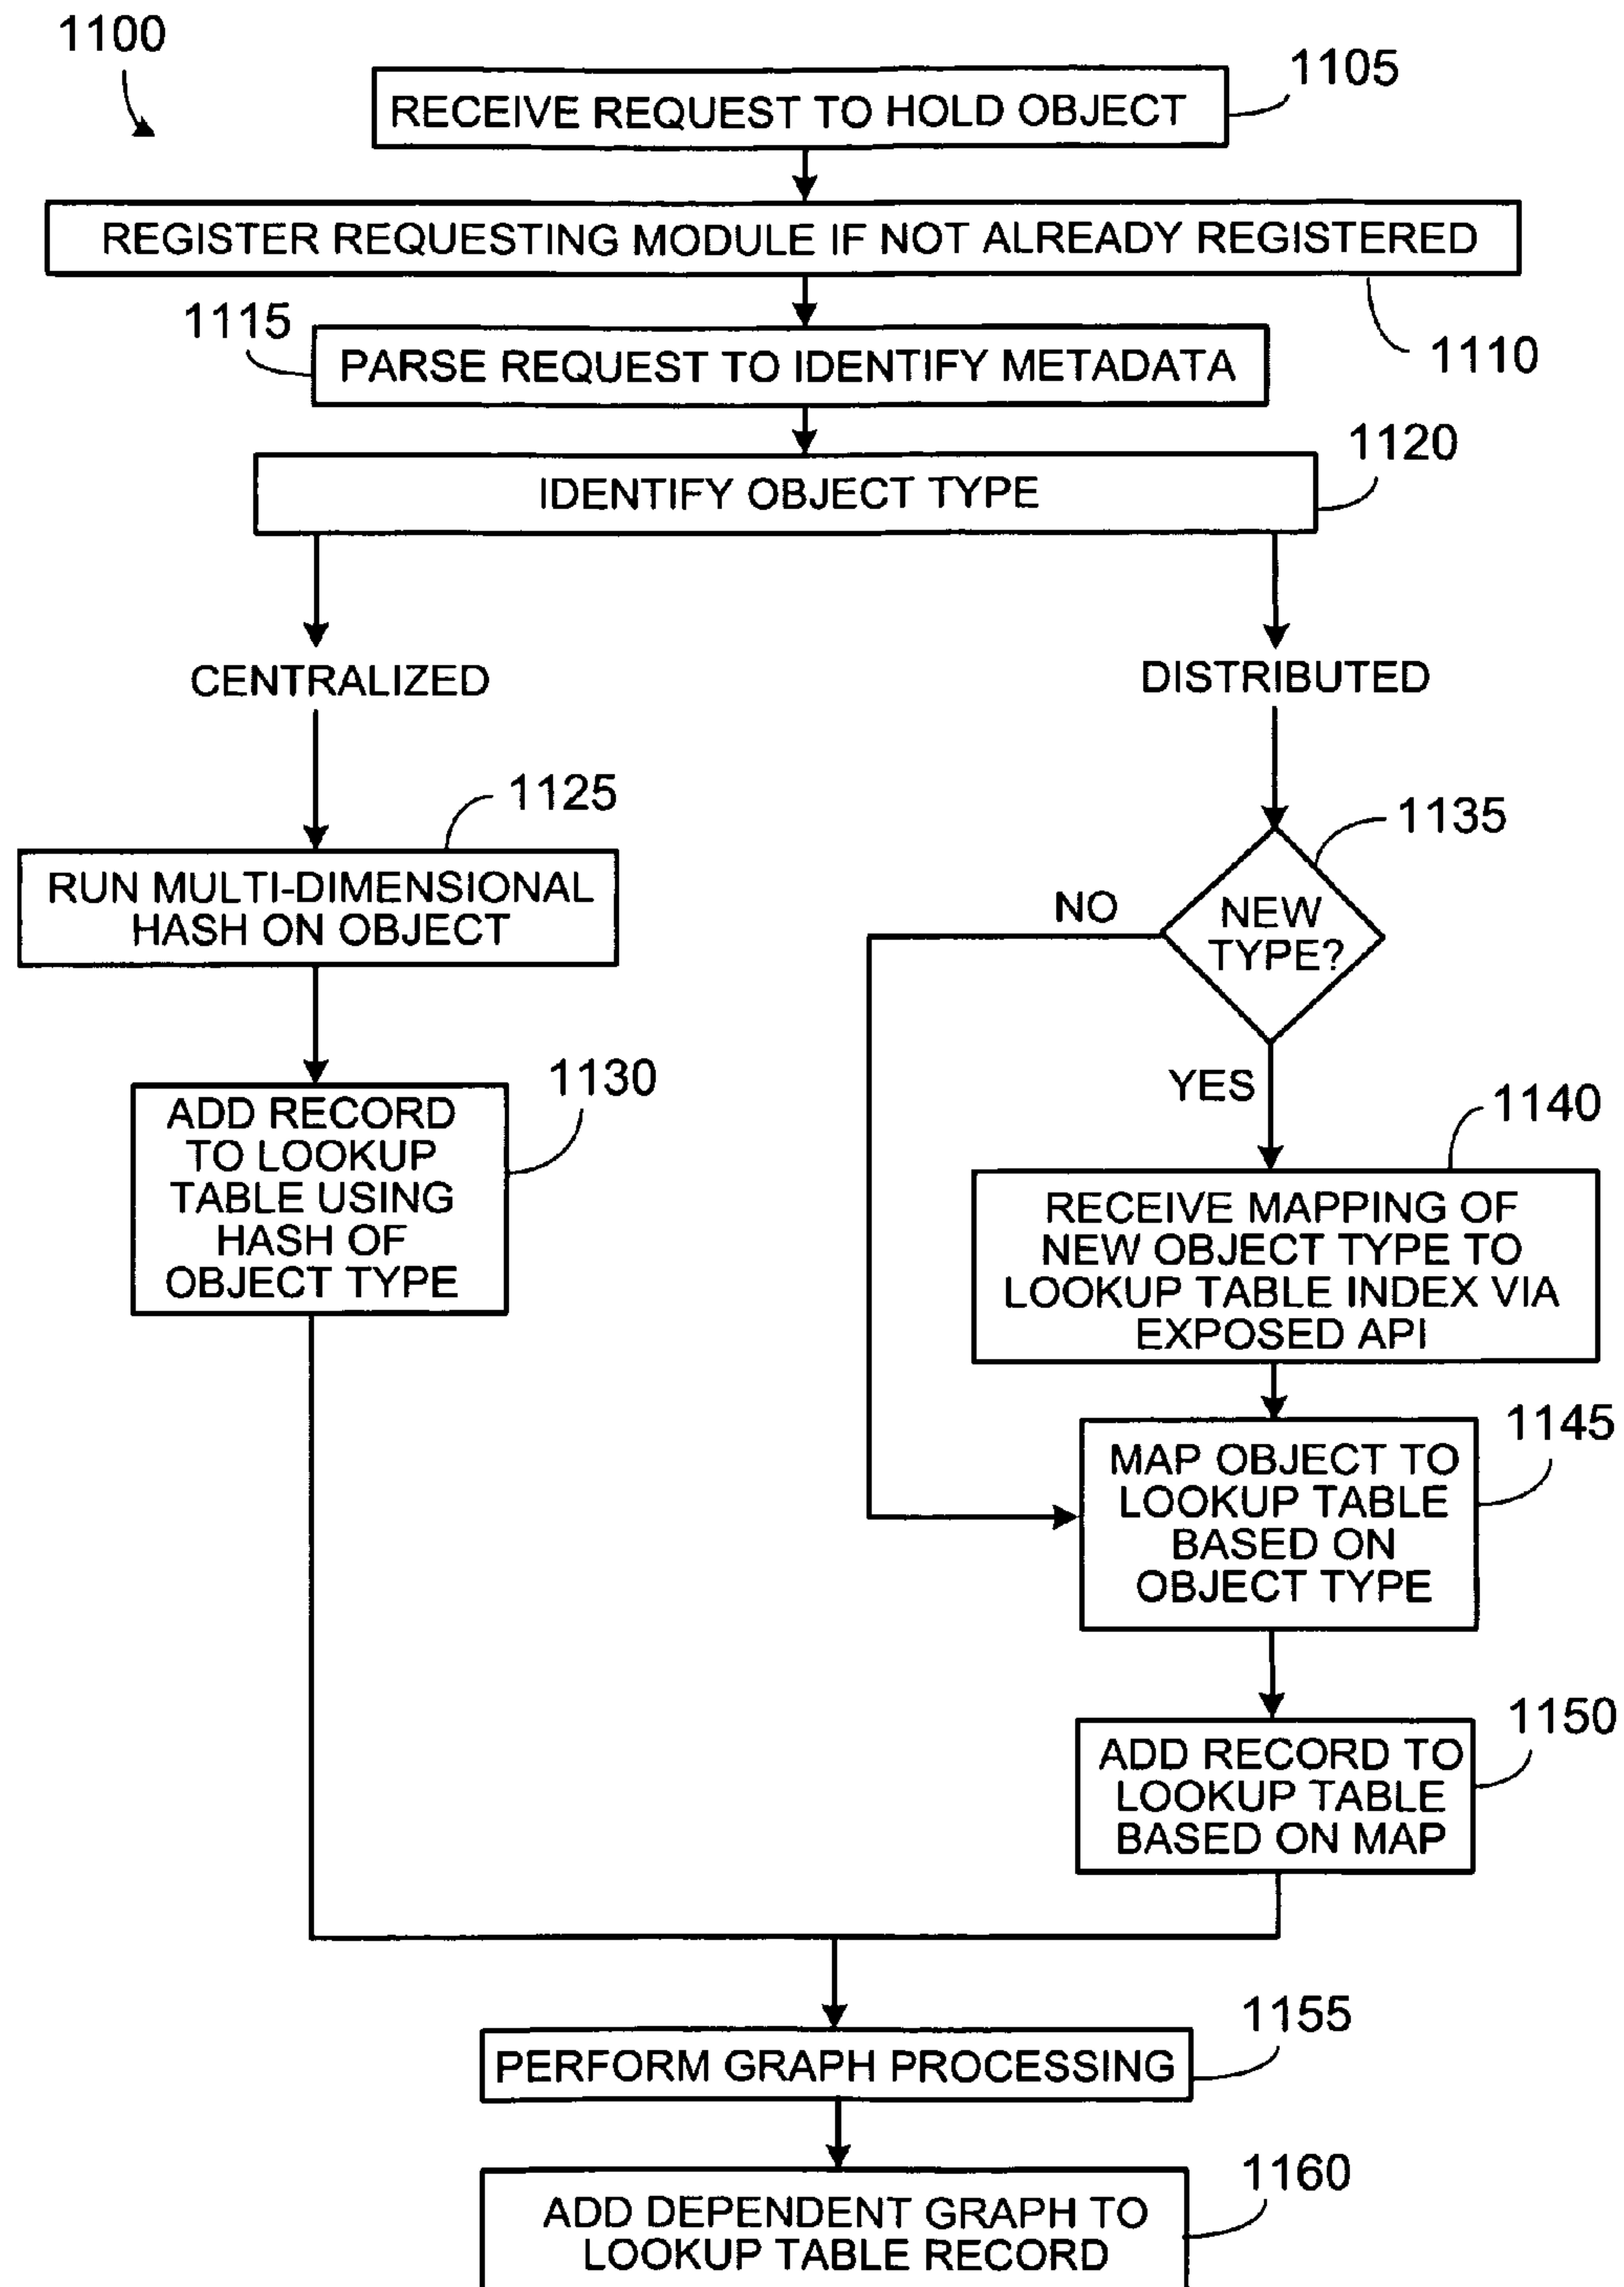 1100
1105
RECEIVE REQUEST TO HOLD OBJECT
REGISTER REQUESTING MODULE IF NOT ALREADY REGISTERED
1110
1115
PARSE REQUEST TO IDENTIFY METADATA
1120
IDENTIFY OBJECT TYPE
CENTRALIZED
DISTRIBUTED
1125
RUN MULTI-DIMENSIONAL
HASH ON OBJECT
1135
NO
NEW
TYPE?
YES
1130
ADD RECORD
TO LOOKUP
TABLE USING
HASH OF
OBJECT TYPE
1140
RECEIVE MAPPING OF
NEW OBJECT TYPE TO
LOOKUP TABLE INDEX VIA
EXPOSED API
1145
MAP OBJECT TO
LOOKUP TABLE
BASED ON
OBJECT TYPE
1150
ADD RECORD TO
LOOKUP TABLE
BASED ON MAP
1155
PERFORM GRAPH PROCESSING
1160
ADD DEPENDENT GRAPH TO
LOOKUP TABLE RECORD